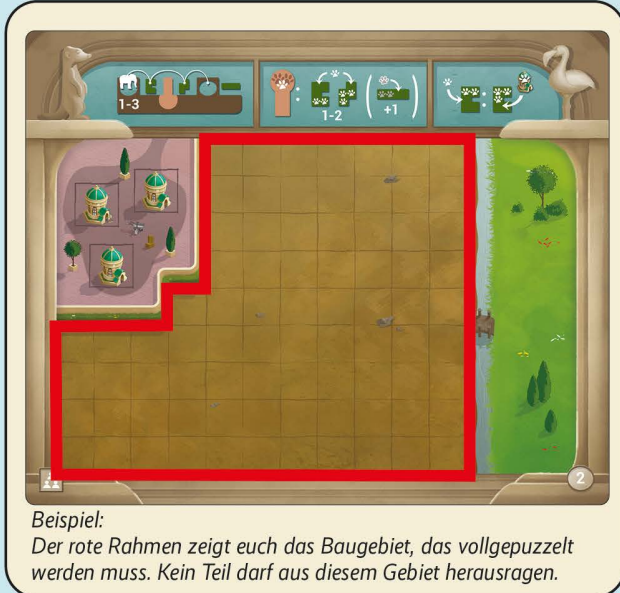 1-3
1-2
+1
2
Beispiel:
Der rote Rahmen zeigt euch das Baugebiet, das vollgepuzzelt
werden muss. Kein Teil darf aus diesem Gebiet herausragen.